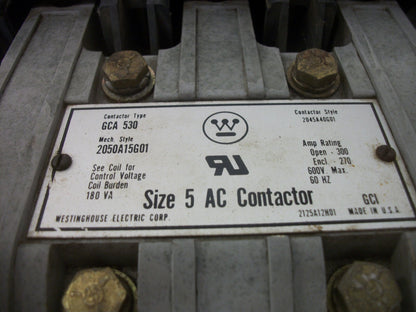 Contactor Type
GCA 530
Mech. Style
2050A15G01
See Coil for
Control Voltage
Coil Burden
180 VA
Contactor Style
2045A40G01
Amp Rating
Open - 300
Encl. - 270
600V. Max.
60 HZ
Size 5 AC Contactor
GCI
WESTINGHOUSE ELECTRIC CORP.
2125A12H01
MADE IN U.S.A.